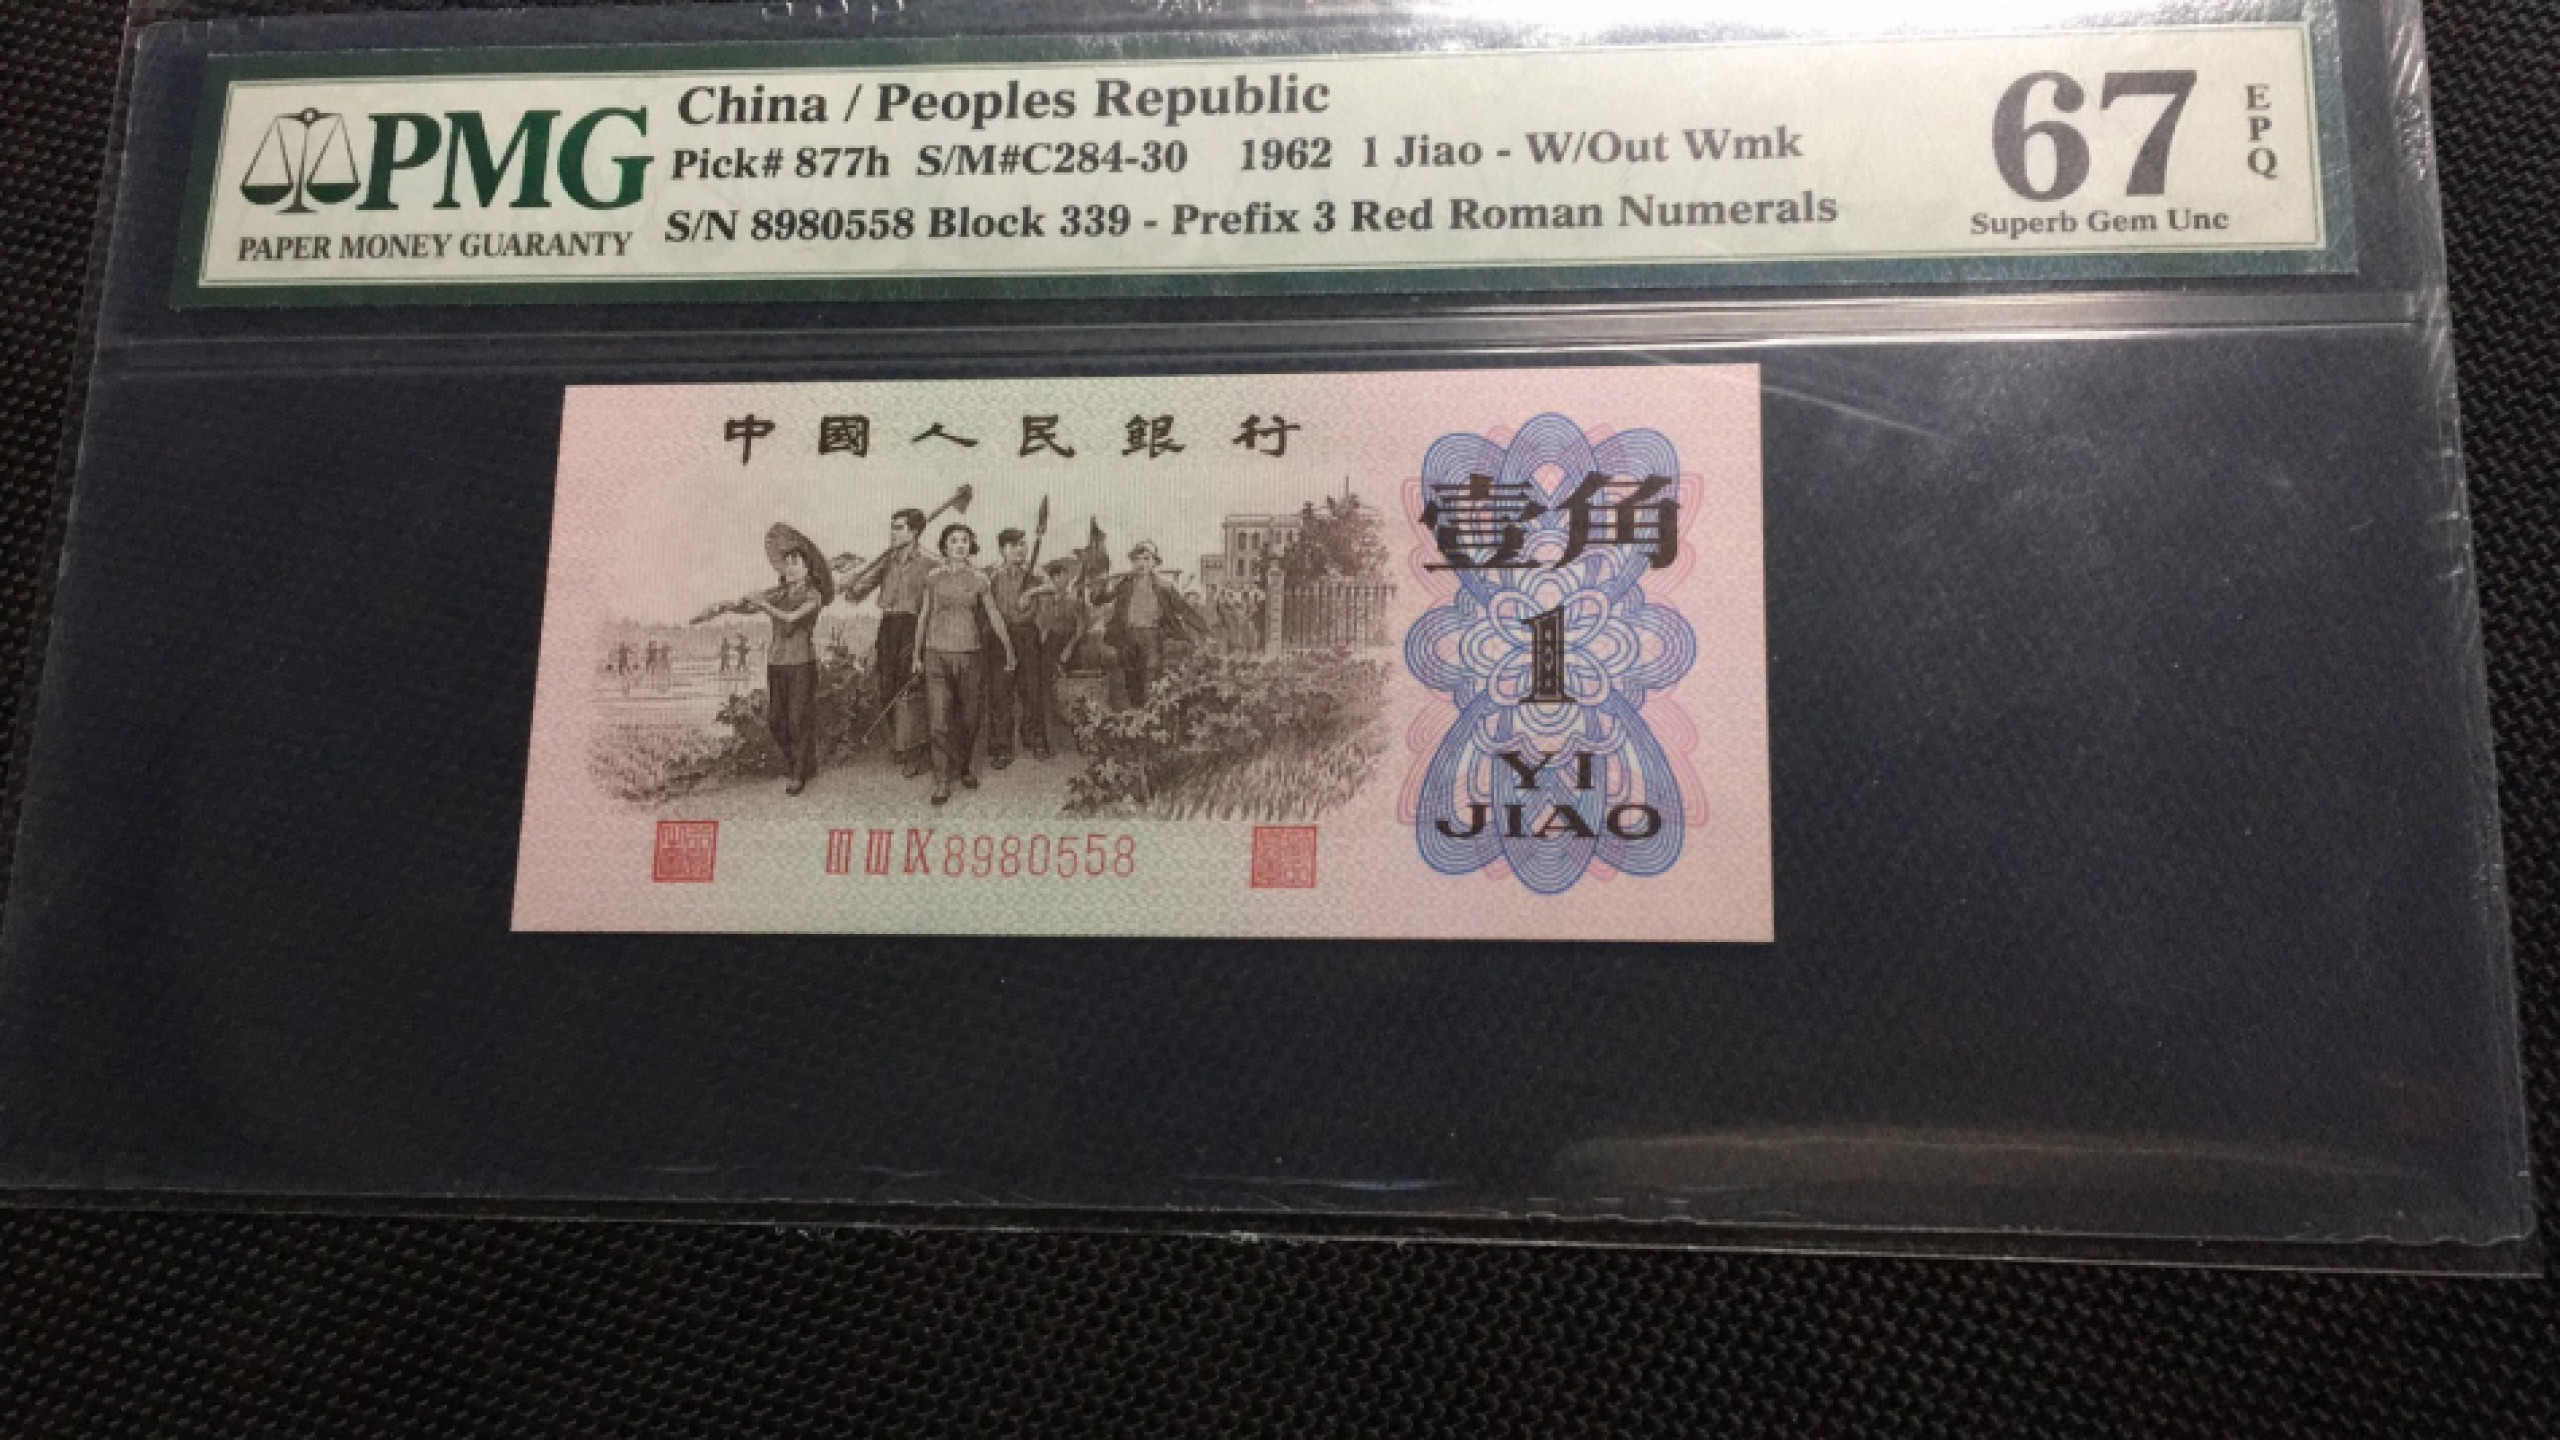 PMG
PAPER MONEY GUARANTY
China / Peoples Republic
Pick# 877h S/M#C284-30 1962 1 Jiao - W/Out Wmk
S/N 8980558 Block 339 - Prefix 3 Red Roman Numerals
67
EPQ
Superb Gem Unc
中國人民銀行
壹角
1
YI
JIAO
III III IX 8980558